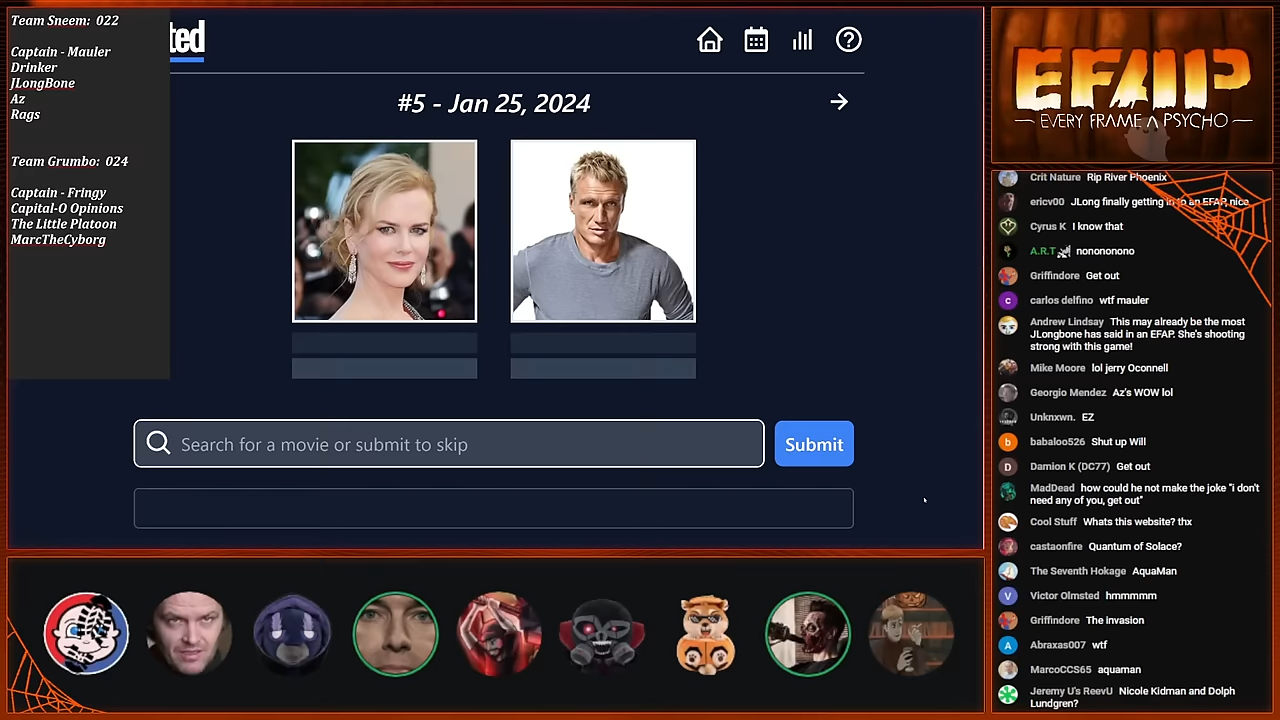 Team Sneem: 022
Captain - Mauler
Drinker
JLongBone
Az
Rags
Team Grumbo: 024
Captain - Fringy
Capital-O Opinions
The Little Platoon
MarcTheCyborg
ted
#5 - Jan 25, 2024
Search for a movie or submit to skip
Submit
EFAP
EVERY FRAME A PSYCHO
Crit Nature Rip River Phoenix
ericv00 JLong finally getting in to an EFAP, nice
Cyrus K I know that
A.R.T nonononono
Griffindore Get out
carlos delfino wtf mauler
Andrew Lindsay This may already be the most
JLongbone has said in an EFAP. She's shooting
strong with this game!
Mike Moore lol jerry Oconnell
Georgio Mendez Az's WOW lol
Unknxwn. EZ
babaloo526 Shut up Will
Damion K (DC77) Get out
MadDead how could he not make the joke "i don't
need any of you, get out"
Cool Stuff Whats this website? thx
castaonfire Quantum of Solace?
The Seventh Hokage AquaMan
Victor Olmsted hmmmmm
Griffindore The invasion
Abraxas007 wtf
MarcoCCS65 aquaman
Jeremy U's ReevU Nicole Kidman and Dolph
Lundgren?